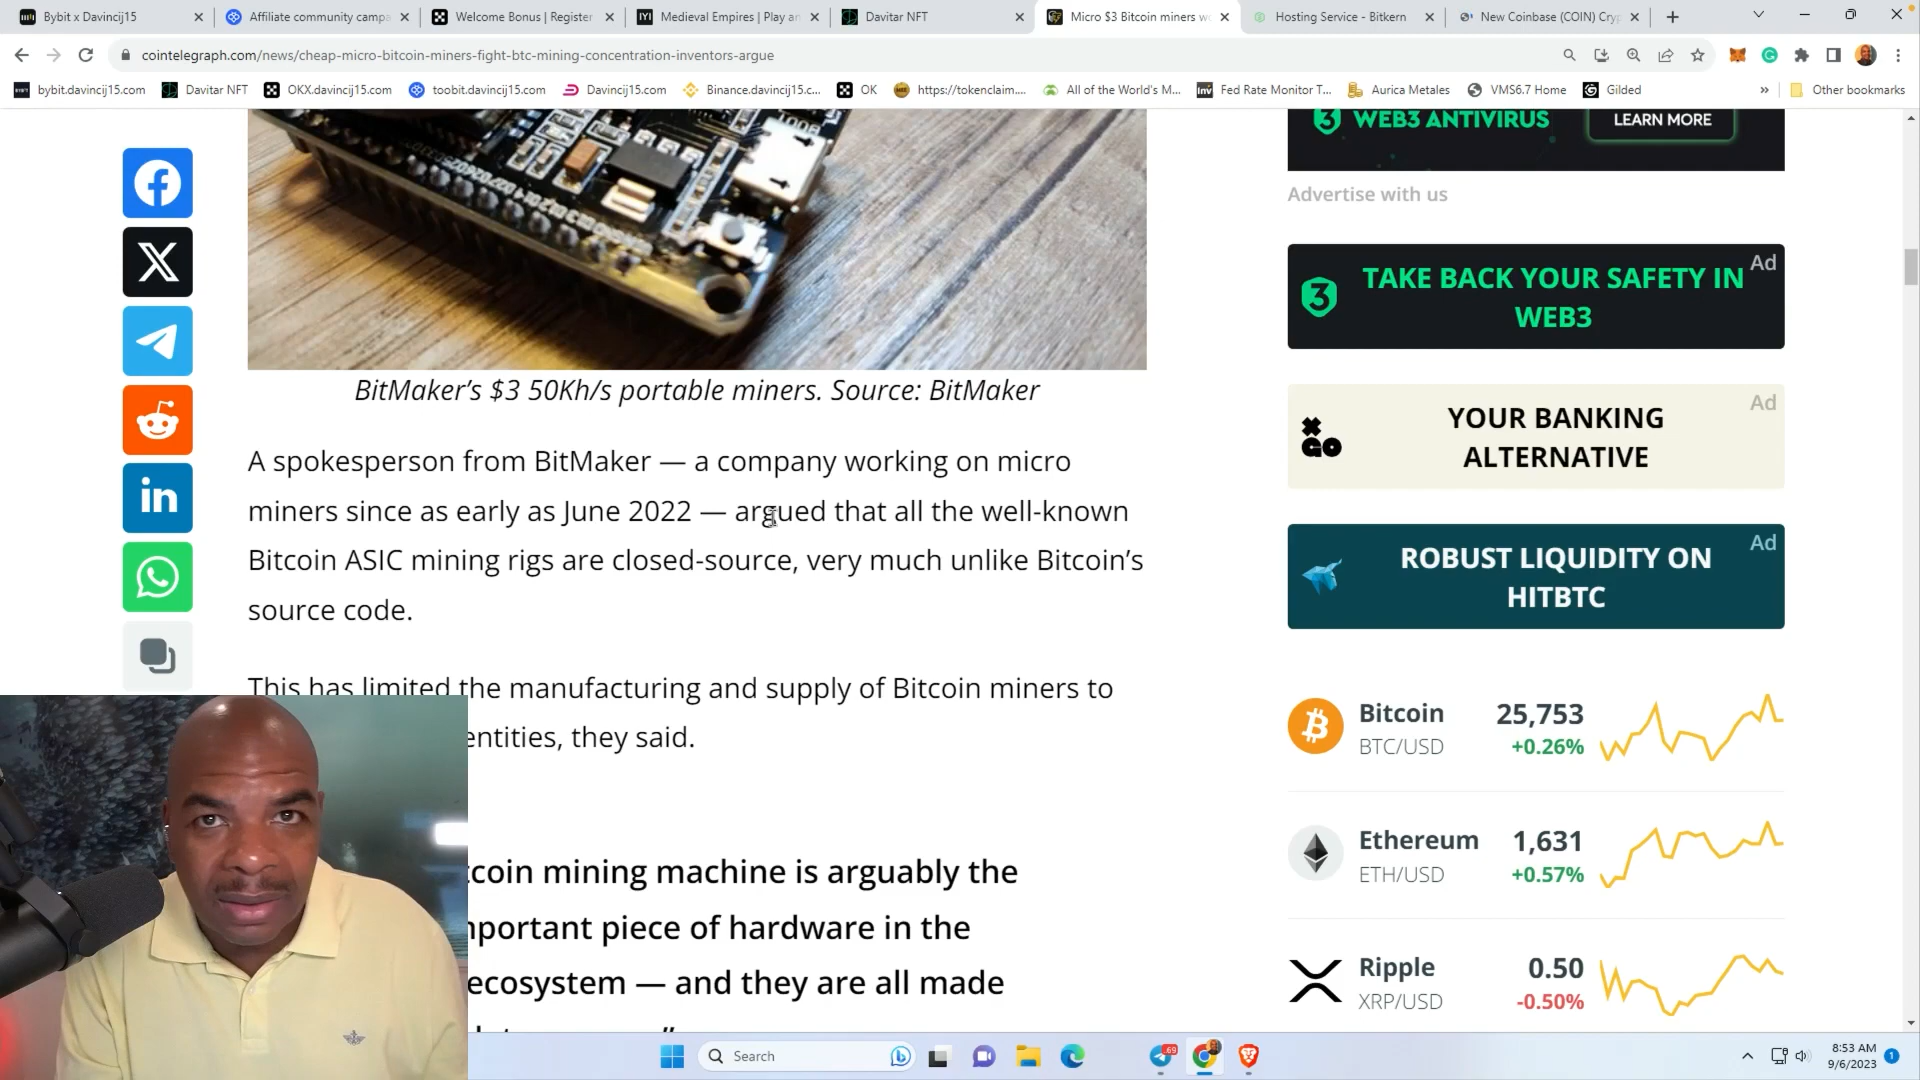 Bybit x Davincij15
Affiliate community campa
Welcome Bonus | Register
Medieval Empires | Play an
Davitar NFT
Micro $3 Bitcoin miners wo
Hosting Service - Bitkern
New Coinbase (COIN) Cryp
cointelegraph.com/news/cheap-micro-bitcoin-miners-fight-btc-mining-concentration-inventors-argue
bybit.davincij15.com
Davitar NFT
OKX.davincij15.com
toobit.davincij15.com
Davincij15.com
Binance.davincij15.c...
OK
https://tokenclaim....
All of the World's M...
Fed Rate Monitor T...
Aurica Metales
VMS6.7 Home
Gilded
Other bookmarks
WEB3 ANTIVIRUS
LEARN MORE
Advertise with us
Ad
TAKE BACK YOUR SAFETY IN
WEB3
Ad
YOUR BANKING
ALTERNATIVE
Ad
ROBUST LIQUIDITY ON
HITBTC
BOOT
BitMaker's $3 50Kh/s portable miners. Source: BitMaker
A spokesperson from BitMaker — a company working on micro
miners since as early as June 2022 — argued that all the well-known
Bitcoin ASIC mining rigs are closed-source, very much unlike Bitcoin's
source code.
This has limited the manufacturing and supply of Bitcoin miners to
entities, they said.
coin mining machine is arguably the
portant piece of hardware in the
ecosystem — and they are all made
Bitcoin 25,753
BTC/USD +0.26%
Ethereum 1,631
ETH/USD +0.57%
Ripple 0.50
XRP/USD -0.50%
Search
69
8:53 AM
9/6/2023
1